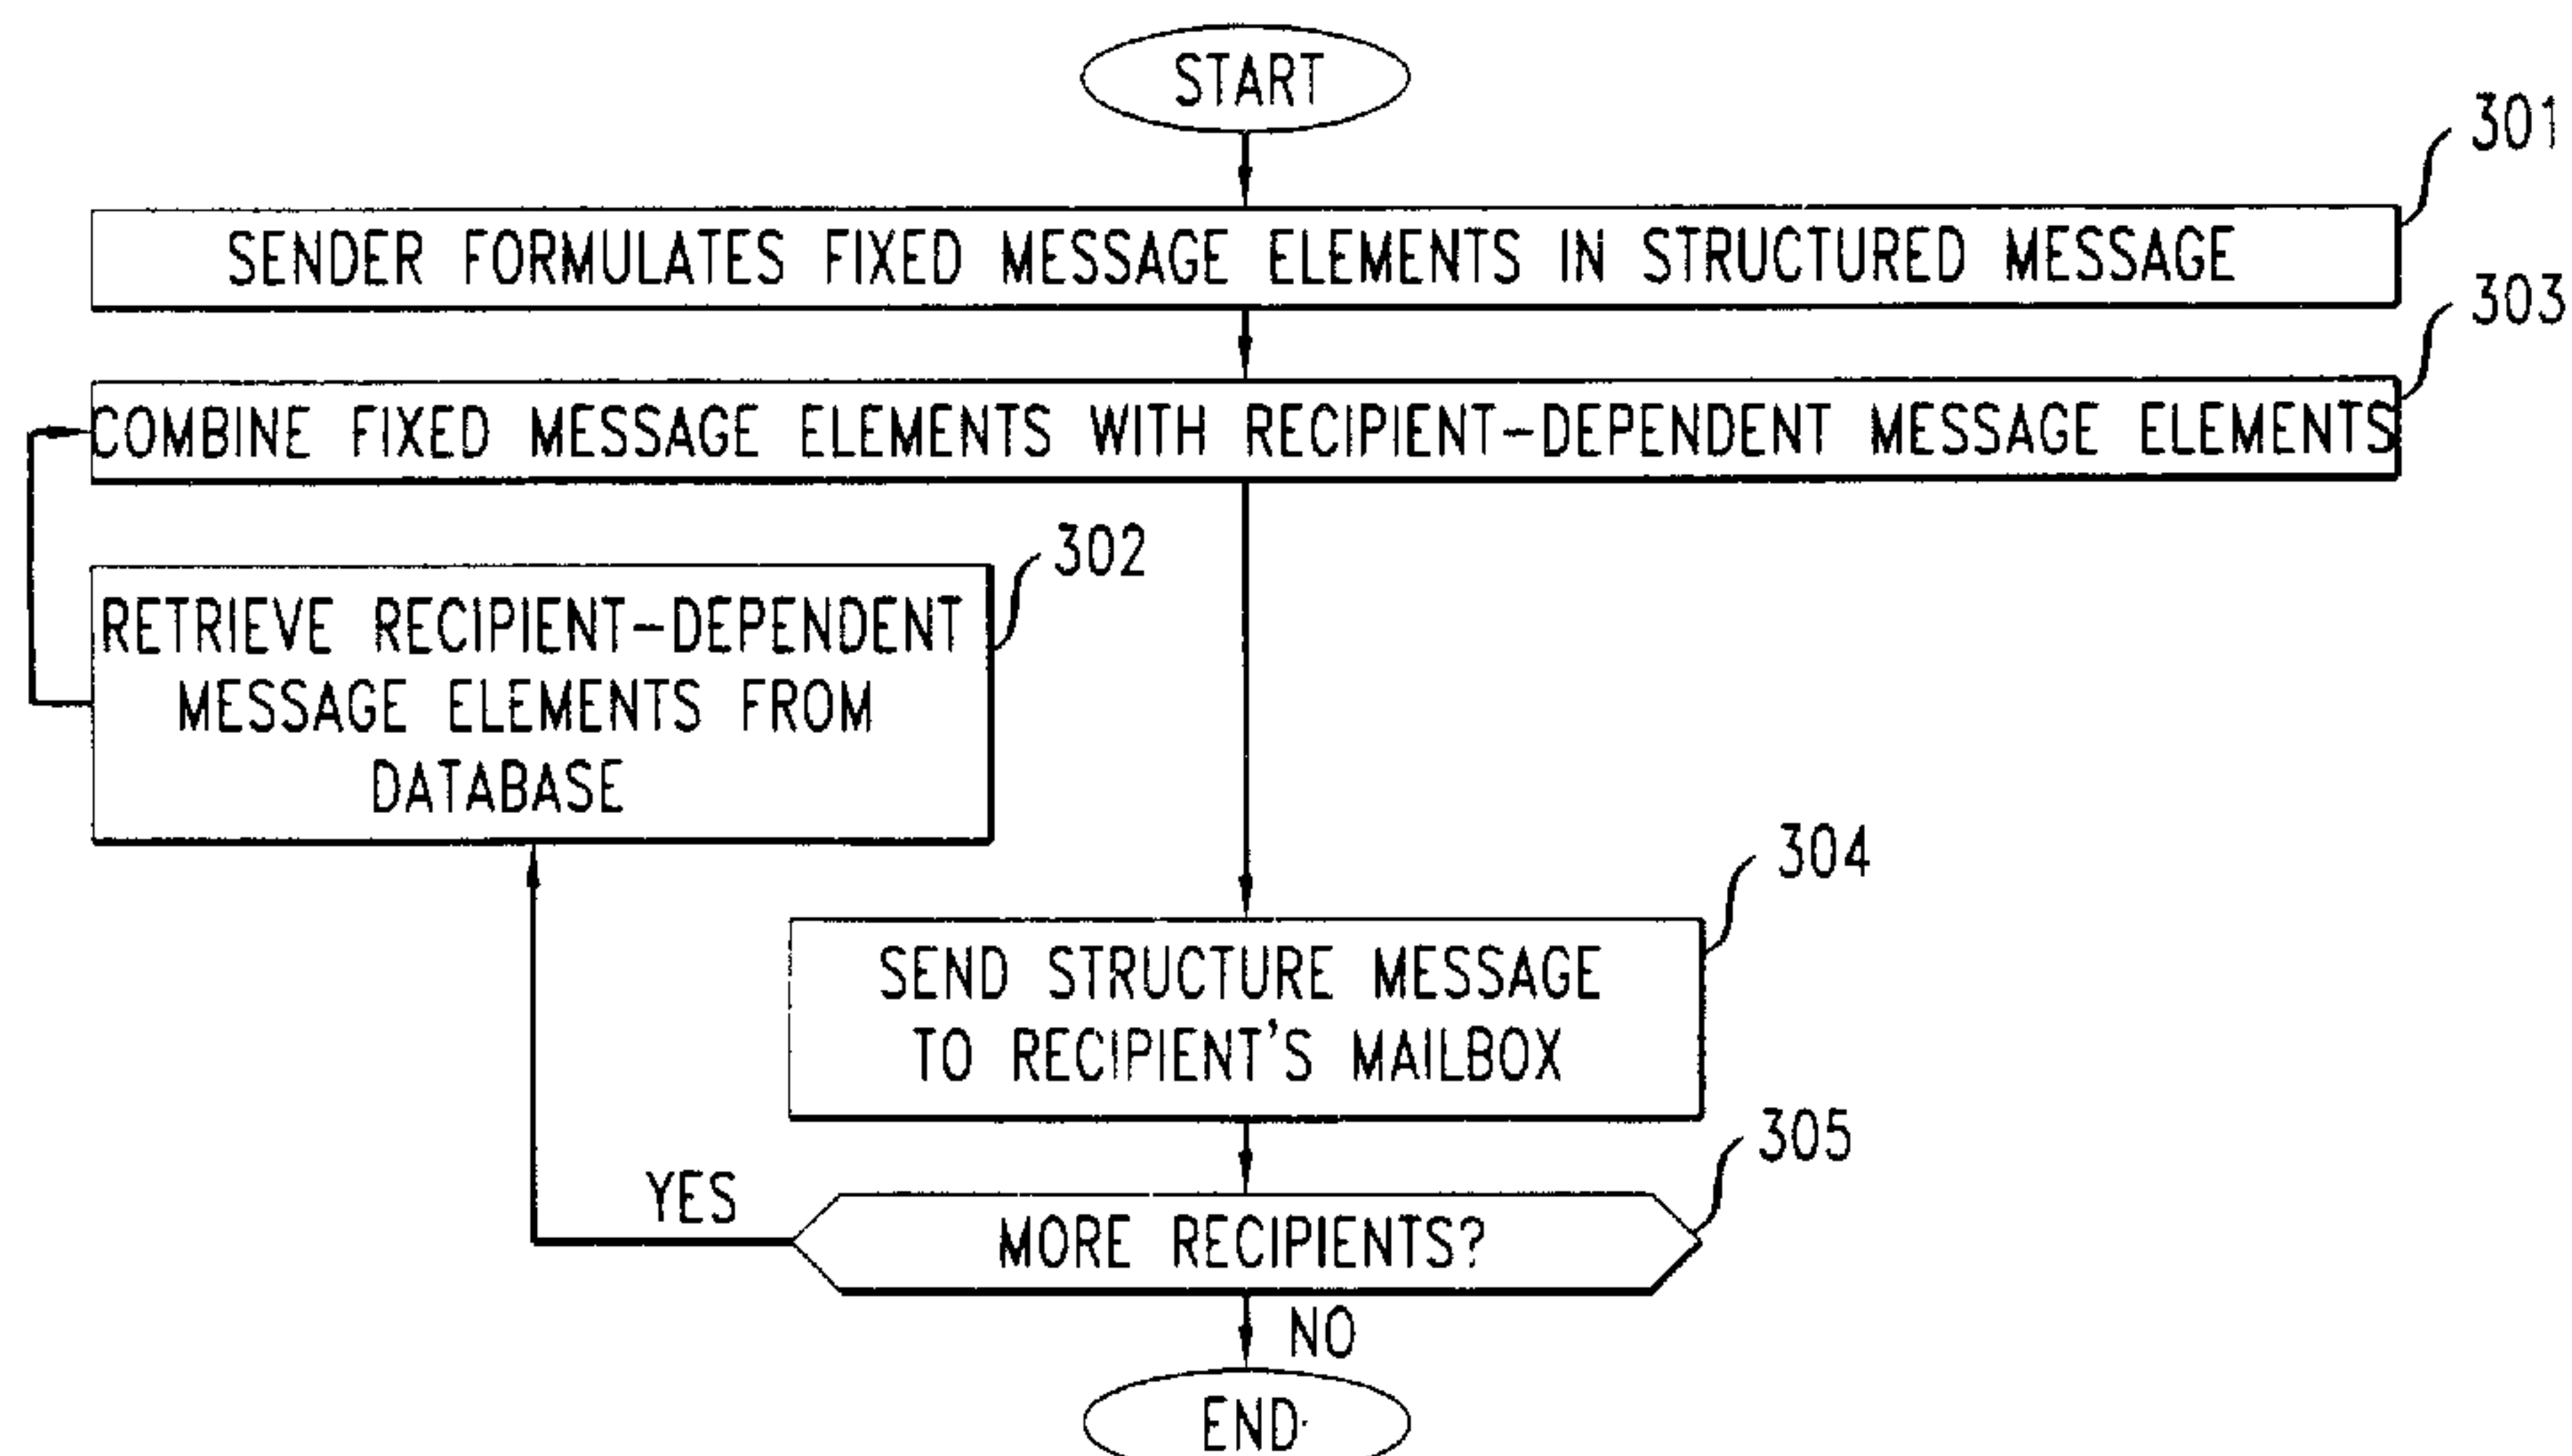 START
301
SENDER FORMULATES FIXED MESSAGE ELEMENTS IN STRUCTURED MESSAGE
303
COMBINE FIXED MESSAGE ELEMENTS WITH RECIPIENT-DEPENDENT MESSAGE ELEMENTS
302
RETRIEVE RECIPIENT-DEPENDENT
MESSAGE ELEMENTS FROM
DATABASE
304
SEND STRUCTURE MESSAGE
TO RECIPIENT'S MAILBOX
305
YES
MORE RECIPIENTS?
NO
END